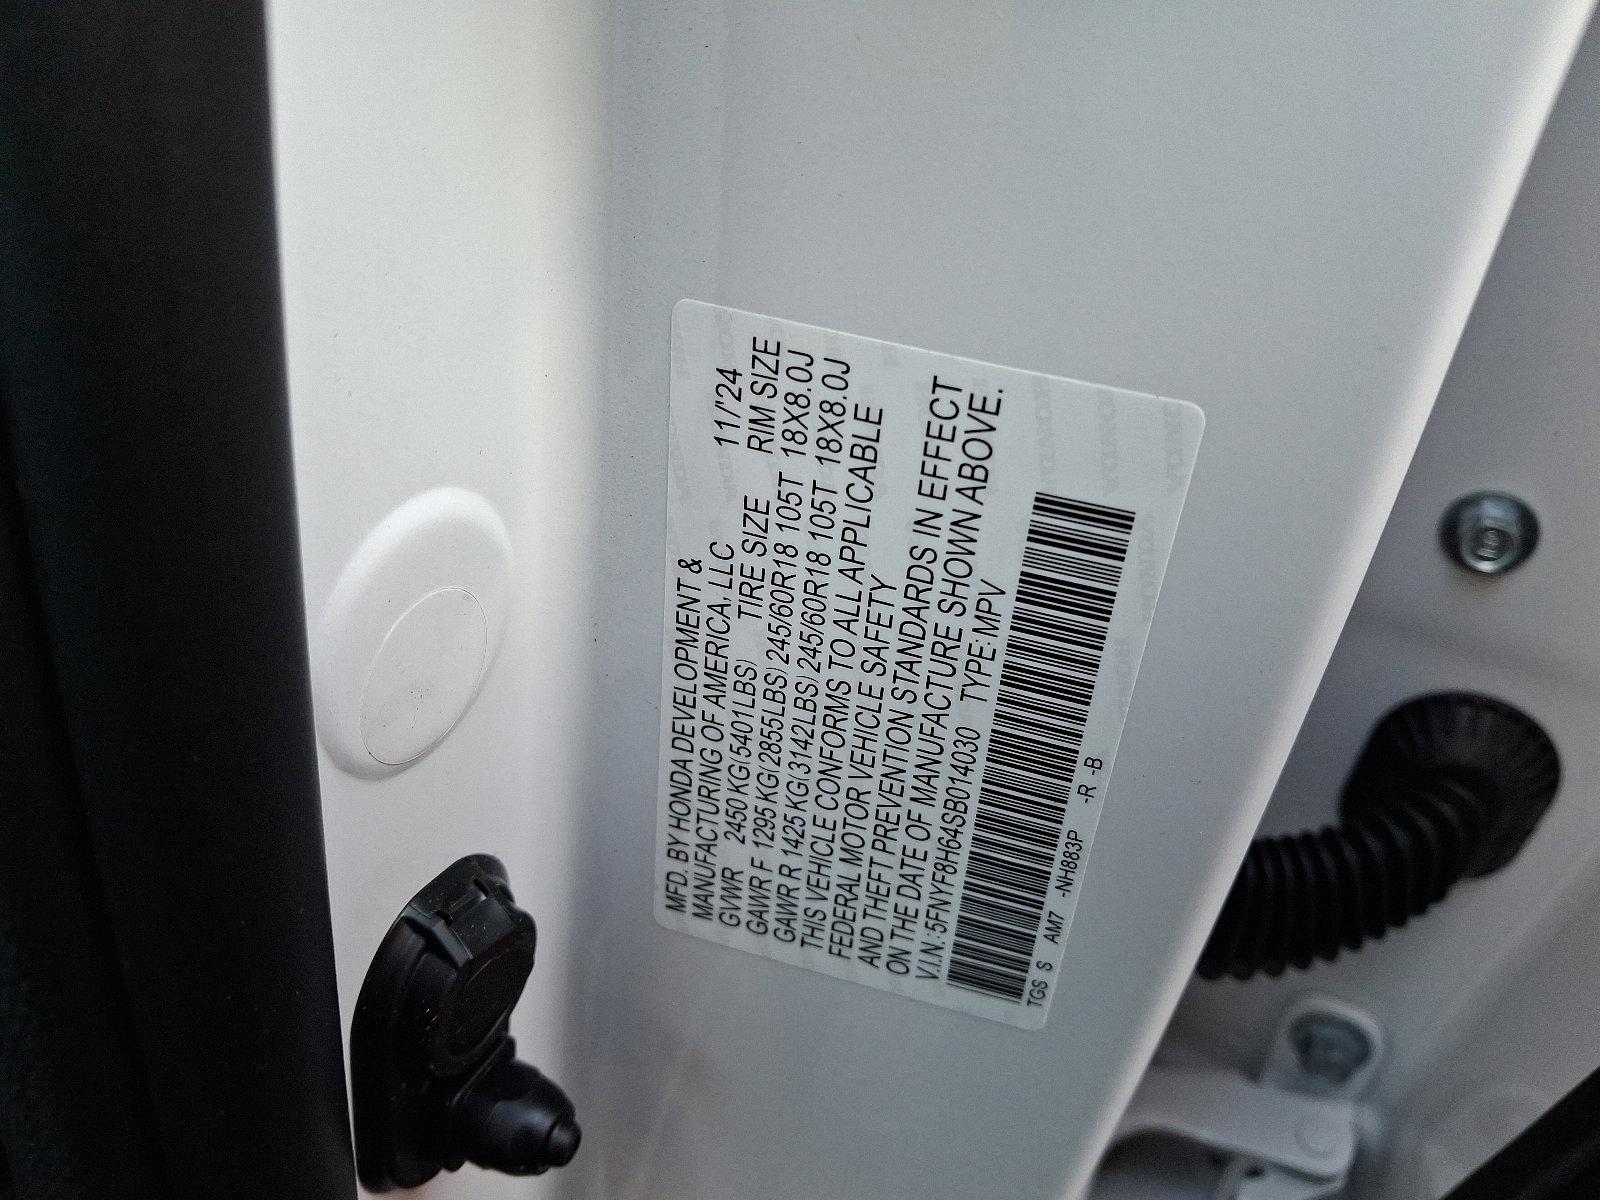 MFD. BY HONDA DEVELOPMENT &
MANUFACTURING OF AMERICA, LLC 11/'24
GVWR 2450 KG(5401LBS) TIRE SIZE RIM SIZE
GAWR F 1295 KG(2855LBS) 245/60R18 105T 18X8.0J
GAWR R 1425 KG(3142LBS) 245/60R18 105T 18X8.0J
THIS VEHICLE CONFORMS TO ALL APPLICABLE
FEDERAL MOTOR VEHICLE SAFETY
AND THEFT PREVENTION STANDARDS IN EFFECT
ON THE DATE OF MANUFACTURE SHOWN ABOVE.
V.I.N.:5FNYF8H64SB014030 TYPE:MPV
TGS S AM7 -NH883P -R -B